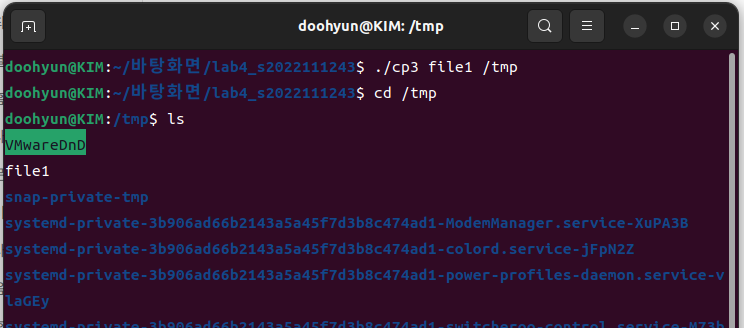 doohyun@KIM: /tmp
doohyun@KIM:~/바탕화면/lab4_s2022111243$ ./cp3 file1 /tmp
doohyun@KIM:~/바탕화면/lab4_s2022111243$ cd /tmp
doohyun@KIM:/tmp$ ls
VMwareDnD
file1
snap-private-tmp
systemd-private-3b906ad66b2143a5a45f7d3b8c474ad1-ModemManager.service-XuPA3B
systemd-private-3b906ad66b2143a5a45f7d3b8c474ad1-colord.service-jFpN2Z
systemd-private-3b906ad66b2143a5a45f7d3b8c474ad1-power-profiles-daemon.service-v
laGEy
systemd-private-3b906ad66b2143a5a45f7d3b8c474ad1-switcheroo-control.service-MZ3b